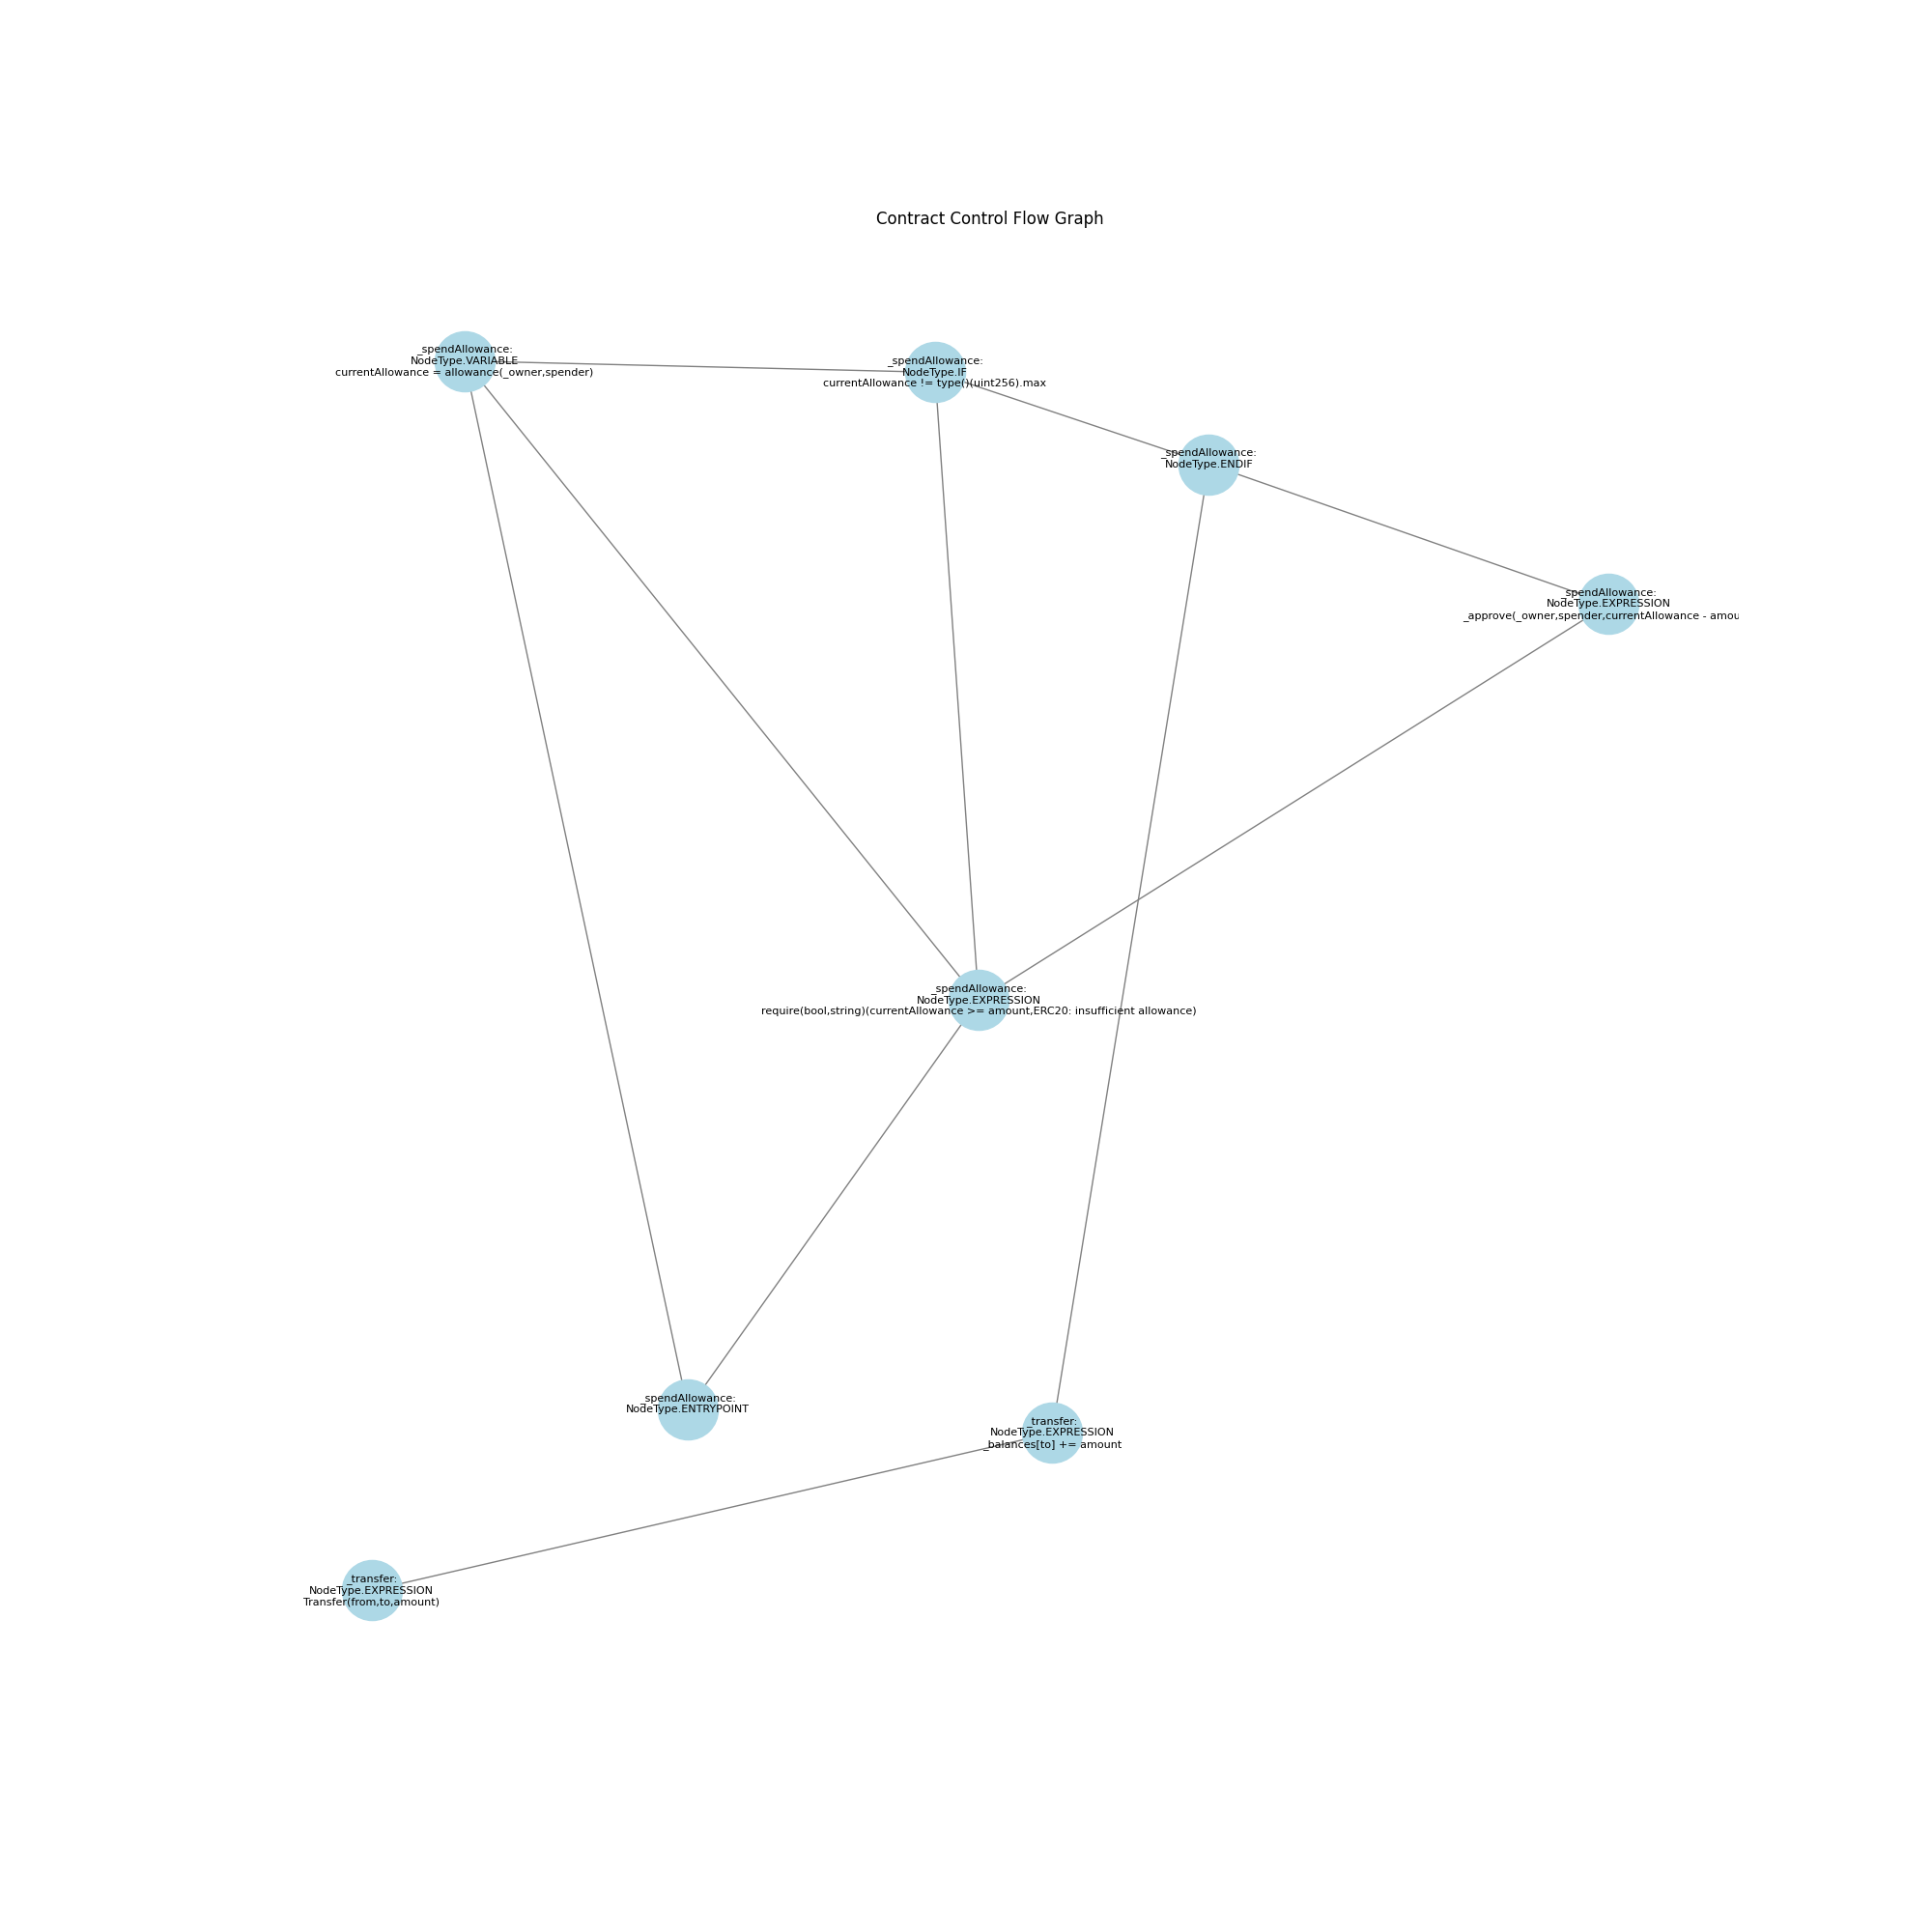 Contract Control Flow Graph
_spendAllowance:
NodeType.VARIABLE
currentAllowance = allowance(_owner,spender)
_spendAllowance:
NodeType.IF
currentAllowance != type()(uint256).max
_spendAllowance:
NodeType.ENDIF
_spendAllowance:
NodeType.EXPRESSION
_approve(_owner,spender,currentAllowance - amou
_spendAllowance:
NodeType.EXPRESSION
require(bool,string)(currentAllowance >= amount,ERC20: insufficient allowance)
_spendAllowance:
NodeType.ENTRYPOINT
_transfer:
NodeType.EXPRESSION
_balances[to] += amount
_transfer:
NodeType.EXPRESSION
Transfer(from,to,amount)